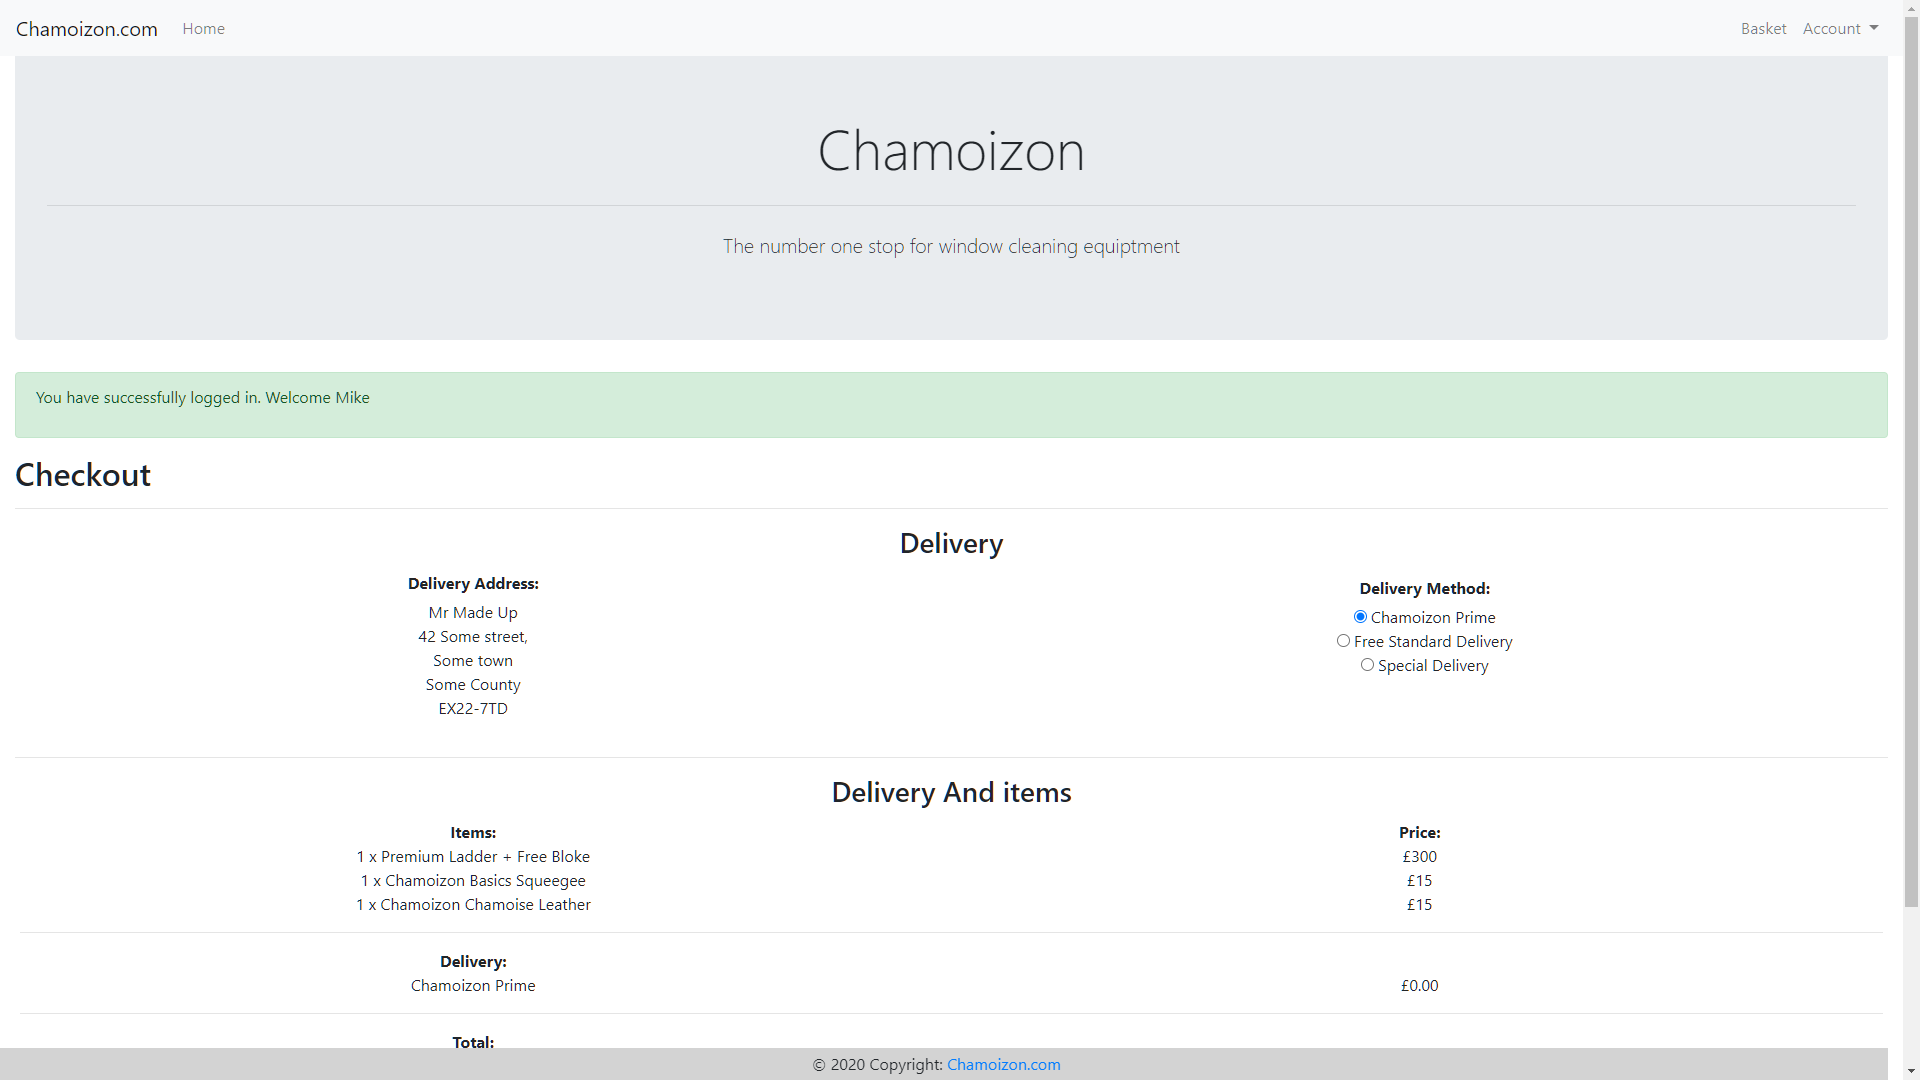 Chamoizon.com Home Basket Account
Chamoizon
The number one stop for window cleaning equiptment
You have successfully logged in. Welcome Mike
Checkout
Delivery
Delivery Address:
Mr Made Up
42 Some street,
Some town
Some County
EX22-7TD
Delivery Method:
Chamoizon Prime
Free Standard Delivery
Special Delivery
Delivery And items
Items: Price:
1 x Premium Ladder + Free Bloke £300
1 x Chamoizon Basics Squeegee £15
1 x Chamoizon Chamoise Leather £15
Delivery:
Chamoizon Prime £0.00
Total:
© 2020 Copyright: Chamoizon.com